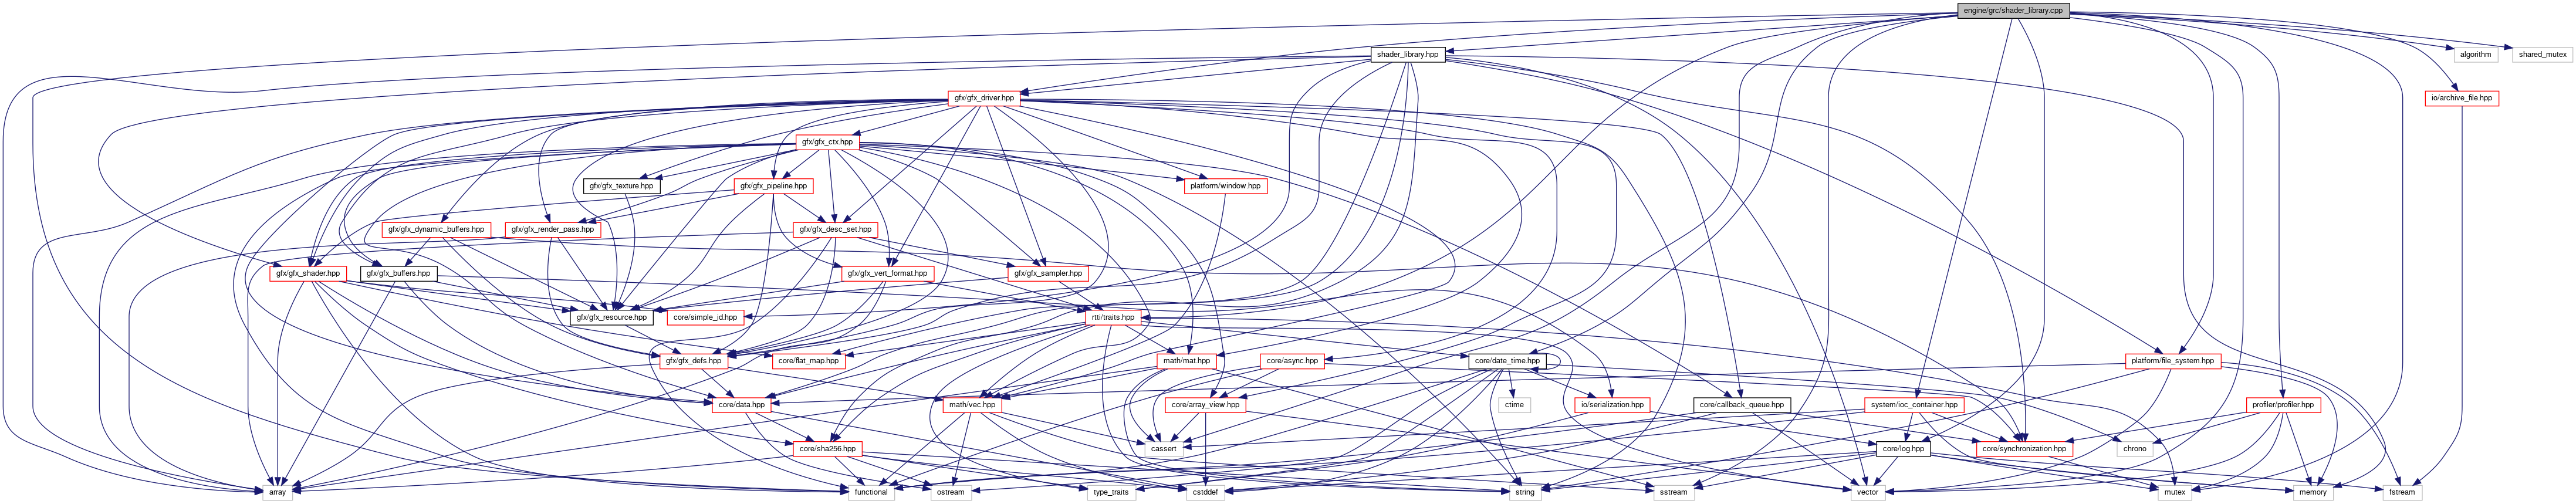 engine/grc/shader_library.cpp
shader_library.hpp
algorithm
shared_mutex
gfx/gfx_driver.hpp
io/archive_file.hpp
gfx/gfx_ctx.hpp
gfx/gfx_texture.hpp
gfx/gfx_pipeline.hpp
platform/window.hpp
gfx/gfx_dynamic_buffers.hpp
gfx/gfx_render_pass.hpp
gfx/gfx_desc_set.hpp
gfx/gfx_shader.hpp
gfx/gfx_buffers.hpp
gfx/gfx_vert_format.hpp
gfx/gfx_sampler.hpp
gfx/gfx_resource.hpp
core/simple_id.hpp
rtti/traits.hpp
gfx/gfx_defs.hpp
core/flat_map.hpp
math/mat.hpp
core/async.hpp
core/date_time.hpp
platform/file_system.hpp
core/data.hpp
math/vec.hpp
core/array_view.hpp
ctime
io/serialization.hpp
core/callback_queue.hpp
system/ioc_container.hpp
profiler/profiler.hpp
core/sha256.hpp
cassert
core/log.hpp
core/synchronization.hpp
chrono
array
functional
ostream
type_traits
cstddef
string
sstream
vector
mutex
memory
fstream